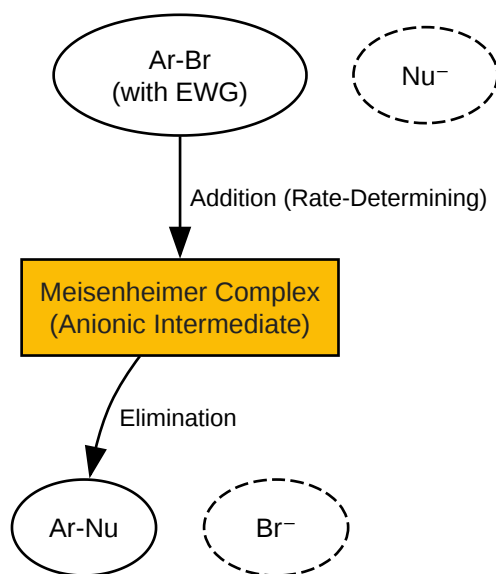 Ar-Br
(with EWG)
Nu⁻
Addition (Rate-Determining)
Meisenheimer Complex
(Anionic Intermediate)
Elimination
Ar-Nu
Br⁻